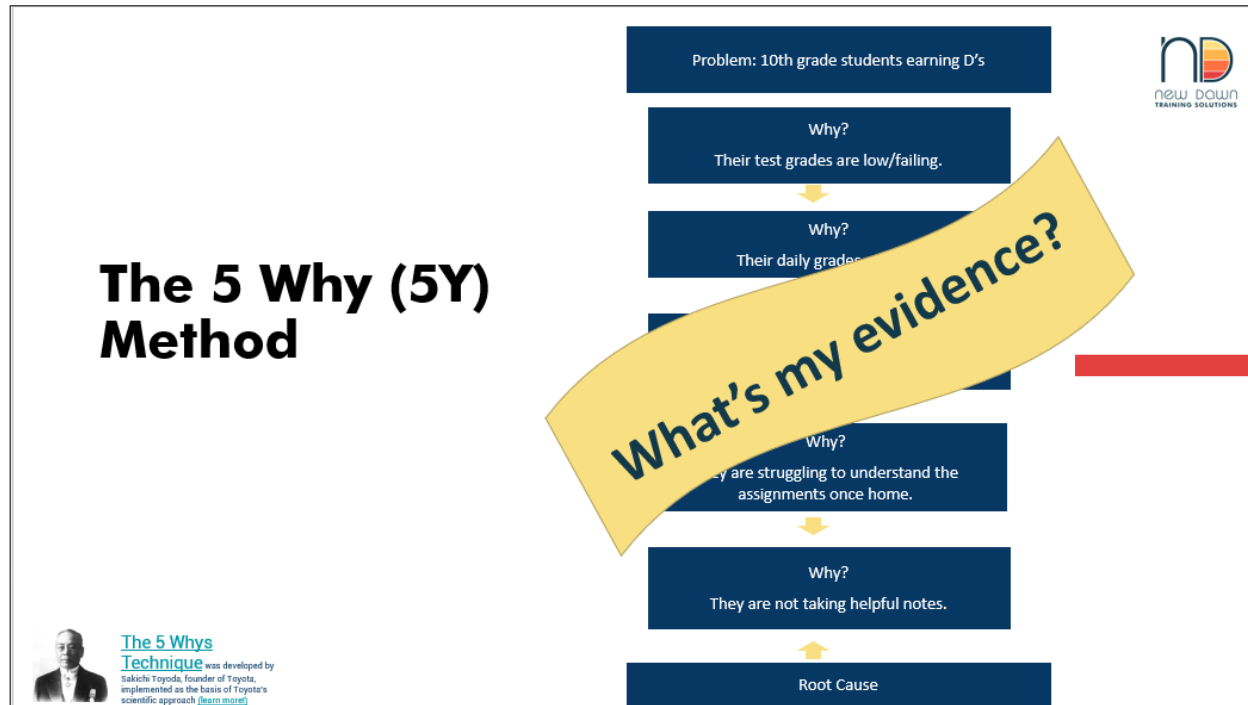 Problem: 10th grade students earning D's
nD
new Dawn
TRAINING SOLUTIONS
Why?
Their test grades are low/failing.
Why?
Their daily grades
The 5 Why (5Y)
Method
What's my evidence?
Why?
are struggling to understand the
assignments once home.
Why?
They are not taking helpful notes.
Root Cause
The 5 Whys
Technique was developed by
Sakichi Toyoda, founder of Toyota,
implemented as the basis of Toyota's
scientific approach (learn more!)